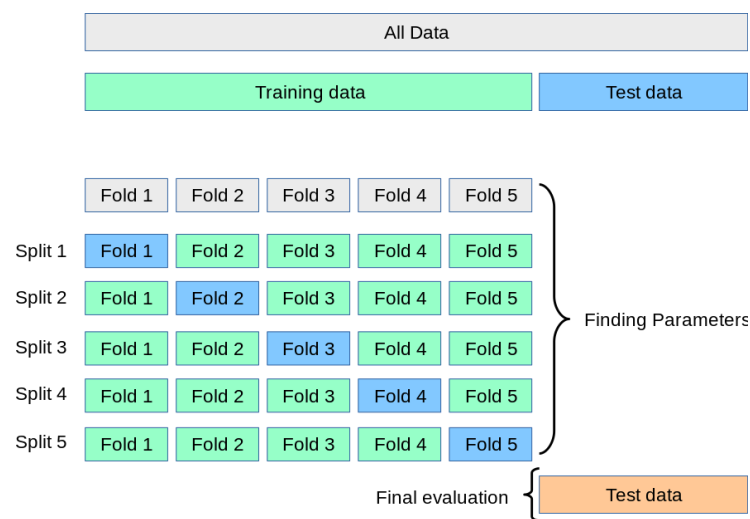 All Data
Training data Test data
Fold 1 Fold 2 Fold 3 Fold 4 Fold 5
Split 1 Fold 1 Fold 2 Fold 3 Fold 4 Fold 5
Split 2 Fold 1 Fold 2 Fold 3 Fold 4 Fold 5
Finding Parameters
Split 3 Fold 1 Fold 2 Fold 3 Fold 4 Fold 5
Split 4 Fold 1 Fold 2 Fold 3 Fold 4 Fold 5
Split 5 Fold 1 Fold 2 Fold 3 Fold 4 Fold 5
Final evaluation Test data